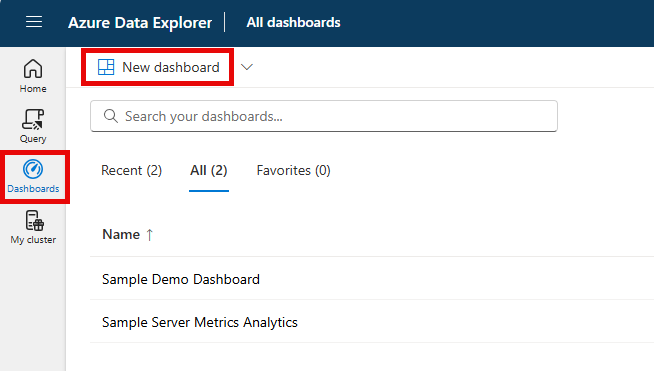 Azure Data Explorer
All dashboards
New dashboard
Home
Search your dashboards...
Query
Recent (2)
All (2)
Favorites (0)
Dashboards
My cluster
Name ↑
Sample Demo Dashboard
Sample Server Metrics Analytics